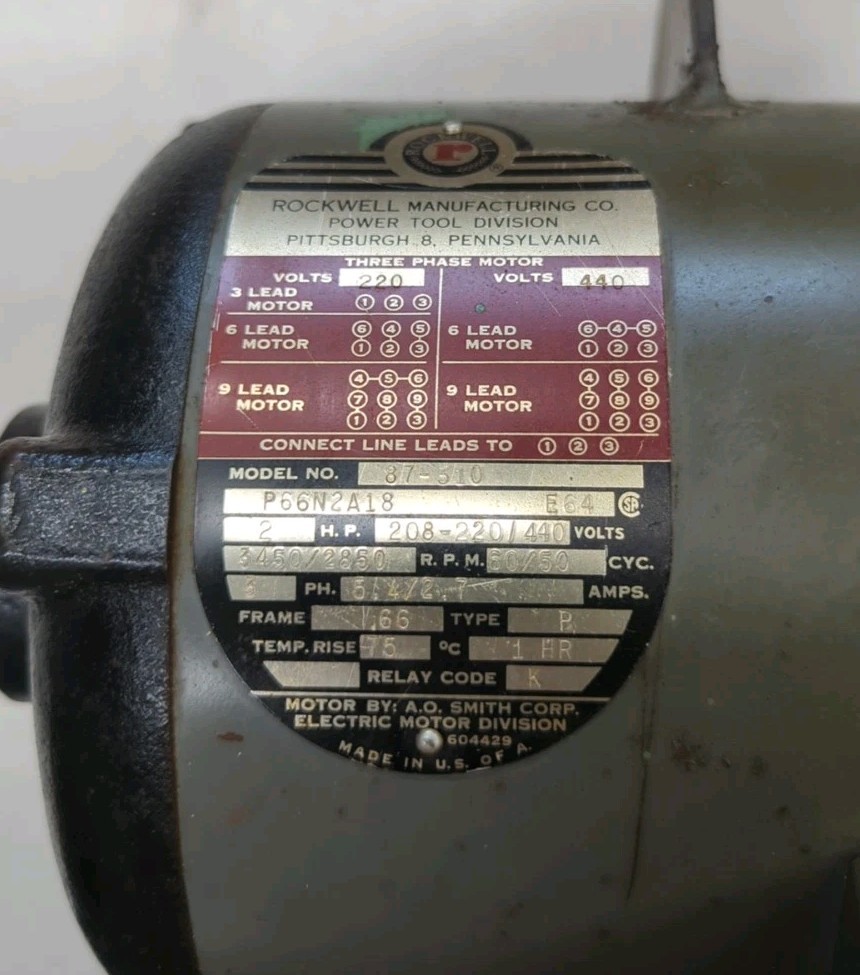 ROCKWELL
r
ROCKWELL MANUFACTURING CO.
POWER TOOL DIVISION
PITTSBURGH 8, PENNSYLVANIA
THREE PHASE MOTOR
VOLTS 220 VOLTS 440
3 LEAD MOTOR ① ② ③
6 LEAD MOTOR ⑥ ④ ⑤ 6 LEAD MOTOR ⑥-④-⑤
① ② ③ ① ② ③
9 LEAD MOTOR ④-⑤-⑥ 9 LEAD MOTOR ④ ⑤ ⑥
⑦ ⑧ ⑨ ⑦ ⑧ ⑨
① ② ③ ① ② ③
CONNECT LINE LEADS TO ① ② ③
MODEL NO. 87-510
P66N2A18 E64
2 H.P. 208-220/440 VOLTS
3450/2850 R.P.M. 60/50 CYC.
3 PH. AMPS.
FRAME 66 TYPE P
TEMP. RISE 75 °C 1 HR
RELAY CODE K
MOTOR BY: A.O. SMITH CORP.
ELECTRIC MOTOR DIVISION
604429
MADE IN U.S. OF A.